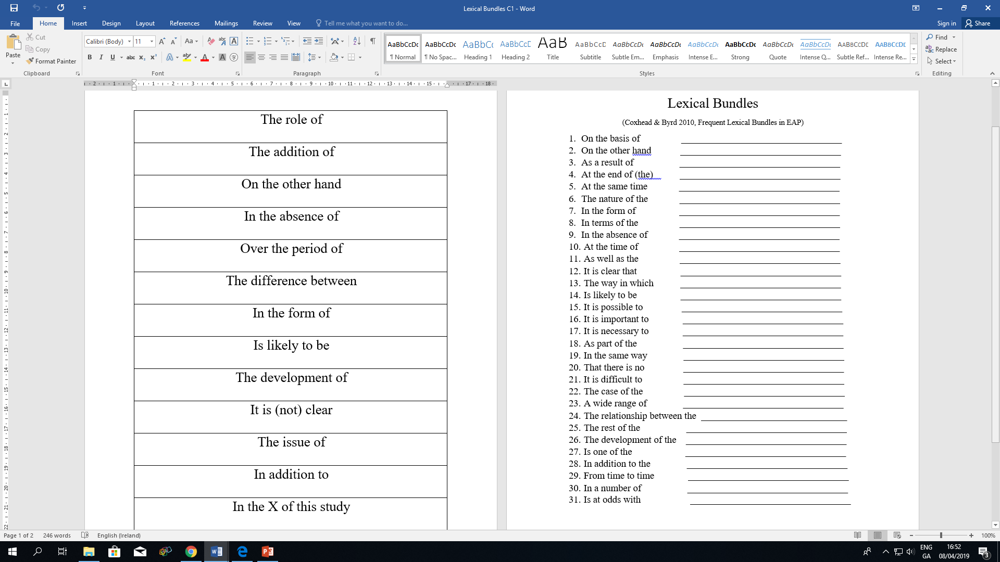 Lexical Bundles C1 - Word
File Home Insert Design Layout References Mailings Review View Tell me what you want to do... Sign in Share
Paste Cut
Copy
Format Painter
Clipboard
Calibri (Body) 11
Font
Paragraph
AaBbCcDc AaBbCcDc AaBbCc AaBbCcD AaB AaBbCcD AaBbCcDc AaBbCcDc AaBbCcDc AaBbCcDc AaBbCcDc AaBbCcDc AABBCCDE AABBCCDE
¶ Normal ¶ No Spac... Heading 1 Heading 2 Title Subtitle Subtle Em... Emphasis Intense E... Strong Quote Intense Q... Subtle Ref... Intense Re...
Styles
Find
Replace
Select
Editing
The role of
The addition of
On the other hand
In the absence of
Over the period of
The difference between
In the form of
Is likely to be
The development of
It is (not) clear
The issue of
In addition to
In the X of this study
Lexical Bundles
(Coxhead & Byrd 2010, Frequent Lexical Bundles in EAP)
1. On the basis of
2. On the other hand
3. As a result of
4. At the end of (the)
5. At the same time
6. The nature of the
7. In the form of
8. In terms of the
9. In the absence of
10. At the time of
11. As well as the
12. It is clear that
13. The way in which
14. Is likely to be
15. It is possible to
16. It is important to
17. It is necessary to
18. As part of the
19. In the same way
20. That there is no
21. It is difficult to
22. The case of the
23. A wide range of
24. The relationship between the
25. The rest of the
26. The development of the
27. Is one of the
28. In addition to the
29. From time to time
30. In a number of
31. Is at odds with
Page 1 of 2 246 words English (Ireland) 100%
ENG
GA
16:52
08/04/2019
3